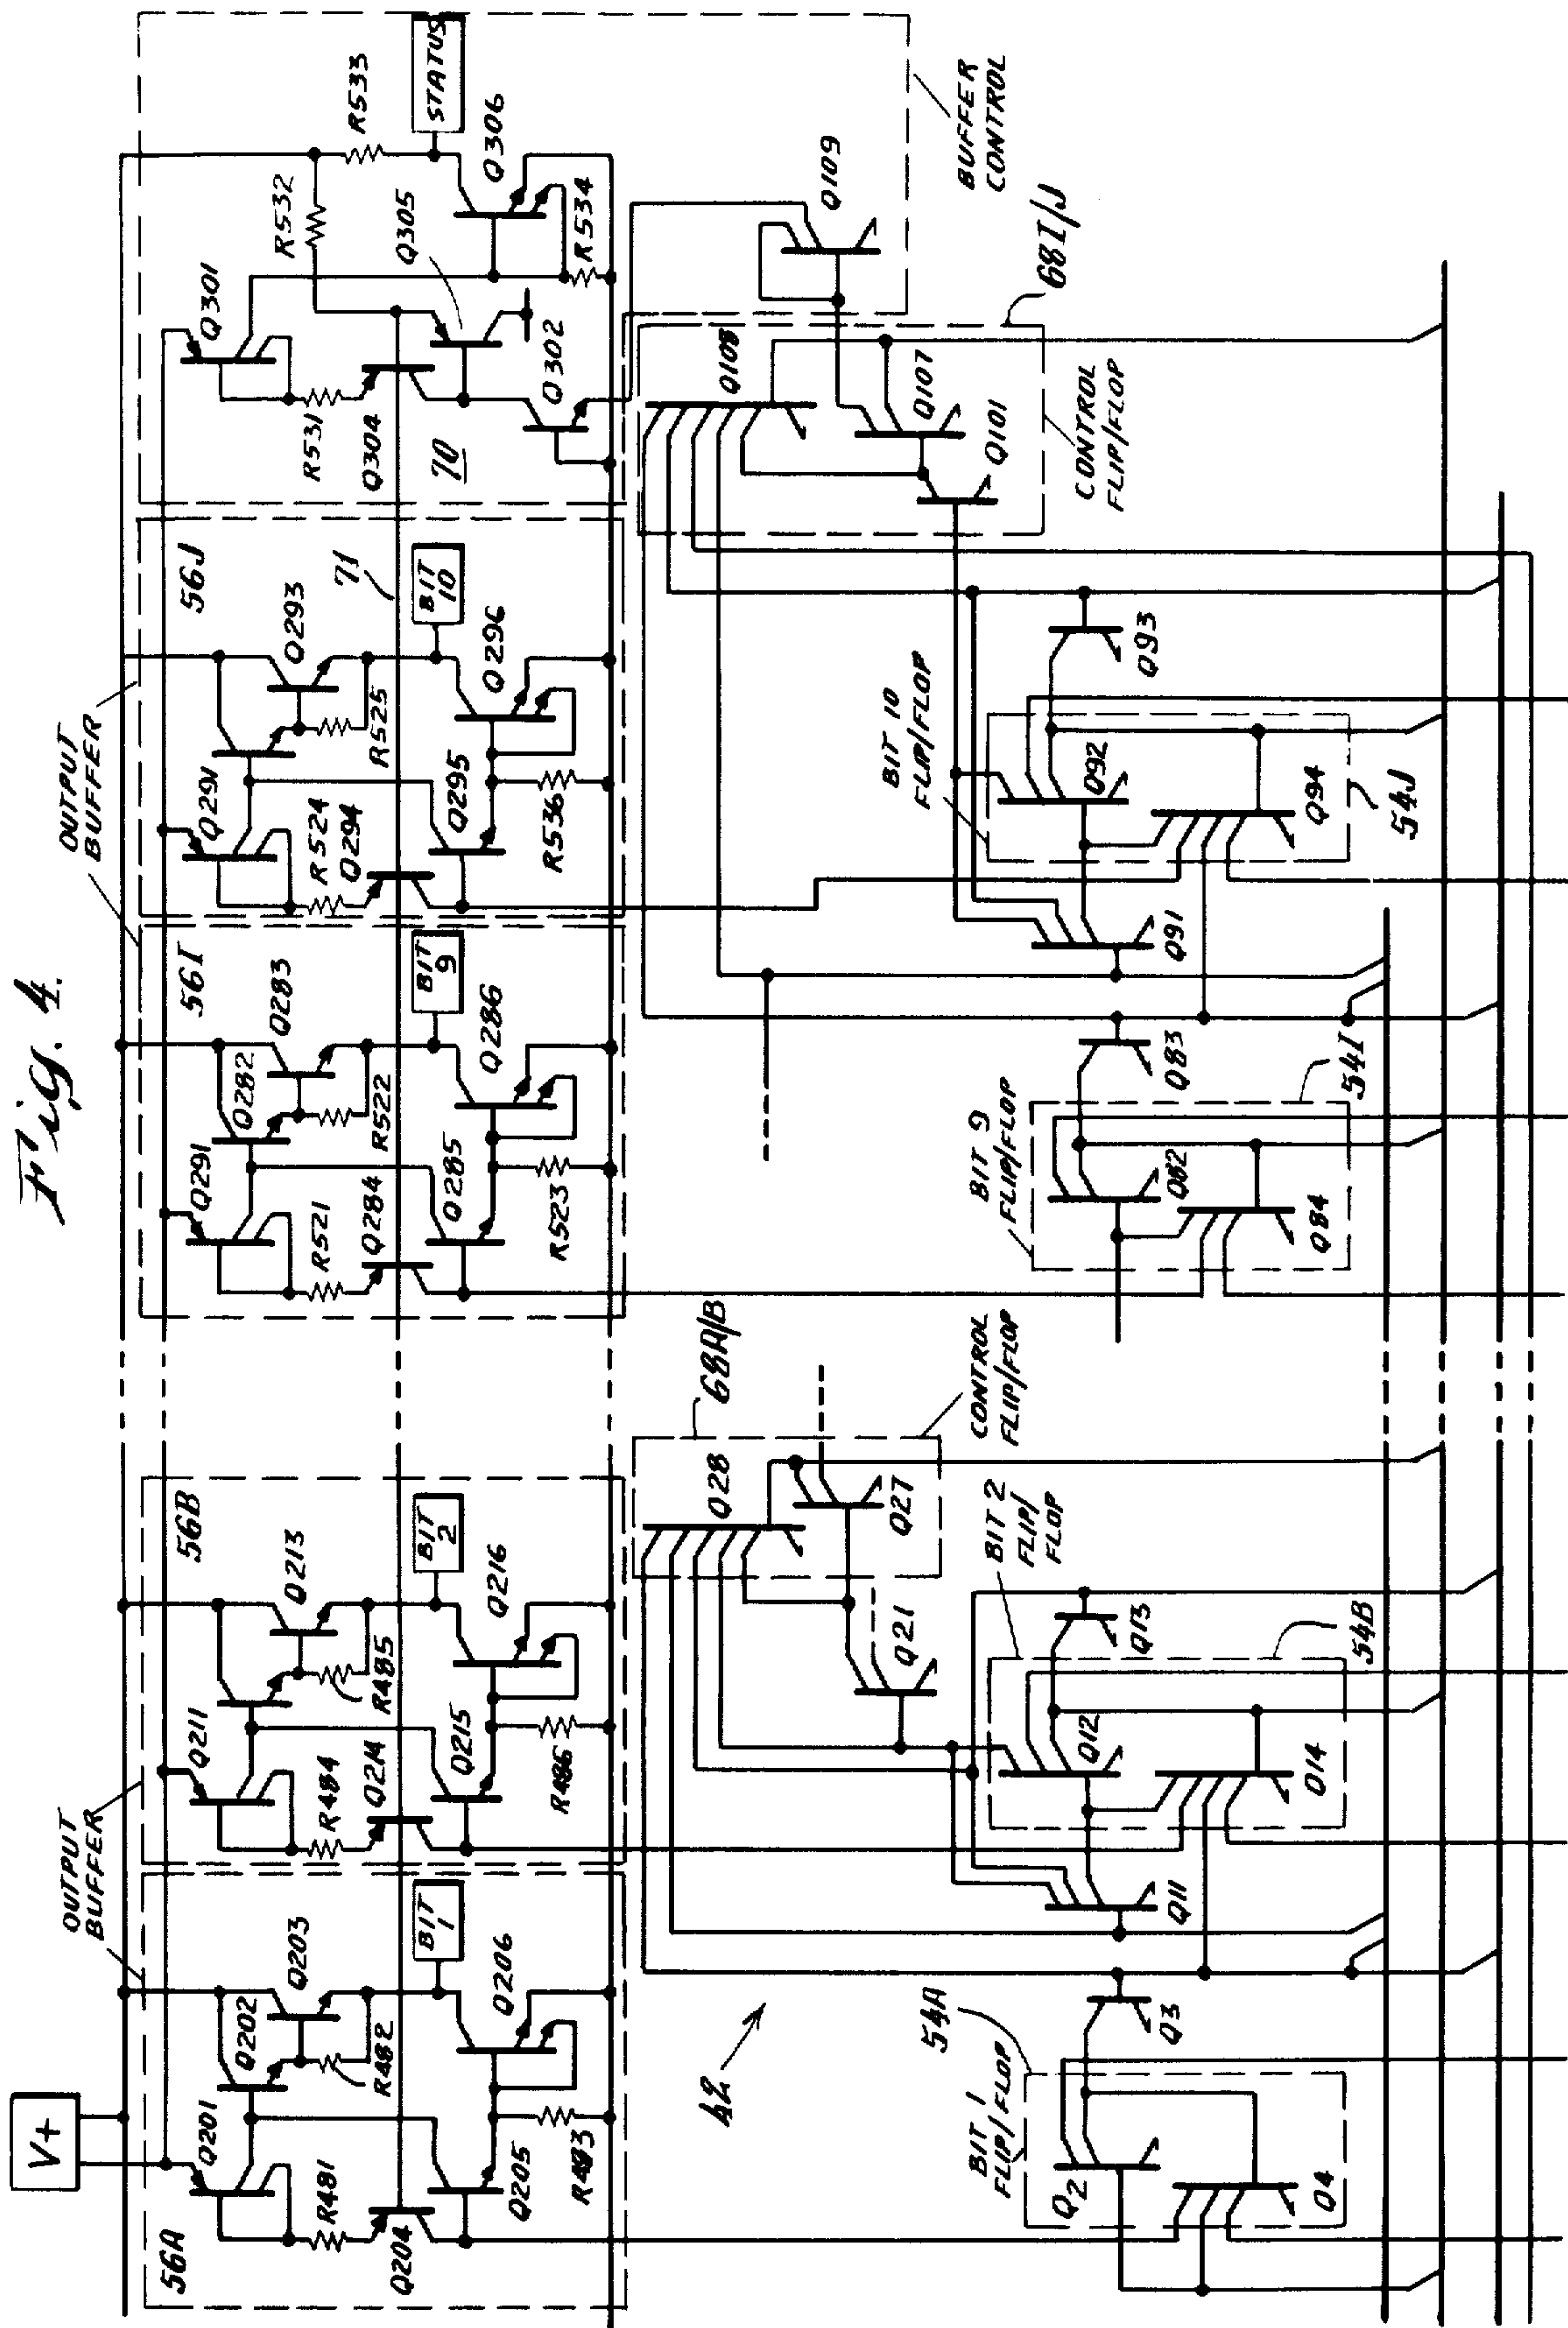 Fig. 4.
V+
OUTPUT
BUFFER
OUTPUT
BUFFER
56A
Q201
Q202
Q203
R481
R482
Q204
BIT
1
Q205
Q206
R483
56B
Q211
Q213
R484
R485
Q214
BIT
2
Q215
Q216
R486
56I
Q291
Q282
Q283
R521
R522
Q284
BIT
9
Q285
Q286
R523
56J
Q291
Q293
R524
R525
Q294
71
BIT
10
Q295
Q296
R536
Q301
R532
R533
R531
Q304
Q305
STATUS
70
Q302
Q306
R534
BUFFER
CONTROL
Q109
68I/J
Q108
Q107
Q101
CONTROL
FLIP/FLOP
68A/B
Q28
Q27
CONTROL
FLIP/FLOP
Q21
42
BIT 1
FLIP/FLOP
54A
Q2
Q3
Q4
BIT 2
FLIP/
FLOP
Q11
Q12
Q13
Q14
54B
BIT 9
FLIP/FLOP
Q82
Q83
Q84
54I
BIT 10
FLIP/FLOP
Q91
Q92
Q93
Q94
54J